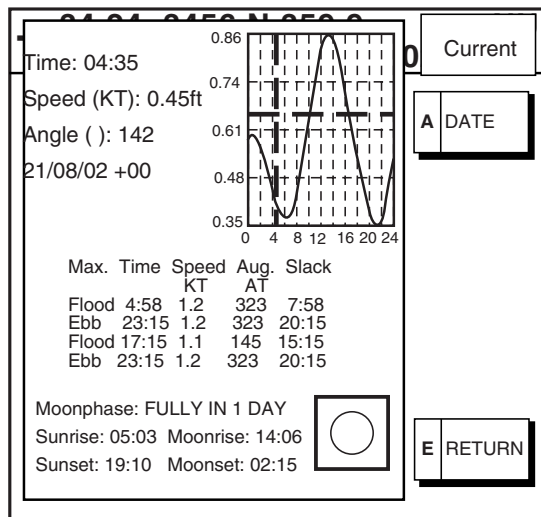 Current
Time: 04:35
Speed (KT): 0.45ft
Angle ( ): 142
21/08/02 +00
0.86
0.74
0.61
0.48
0.35
0 4 8 12 16 20 24
A DATE
Max. Time Speed Aug. Slack
KT AT
Flood 4:58 1.2 323 7:58
Ebb 23:15 1.2 323 20:15
Flood 17:15 1.1 145 15:15
Ebb 23:15 1.2 323 20:15
Moonphase: FULLY IN 1 DAY
Sunrise: 05:03 Moonrise: 14:06
Sunset: 19:10 Moonset: 02:15
E RETURN